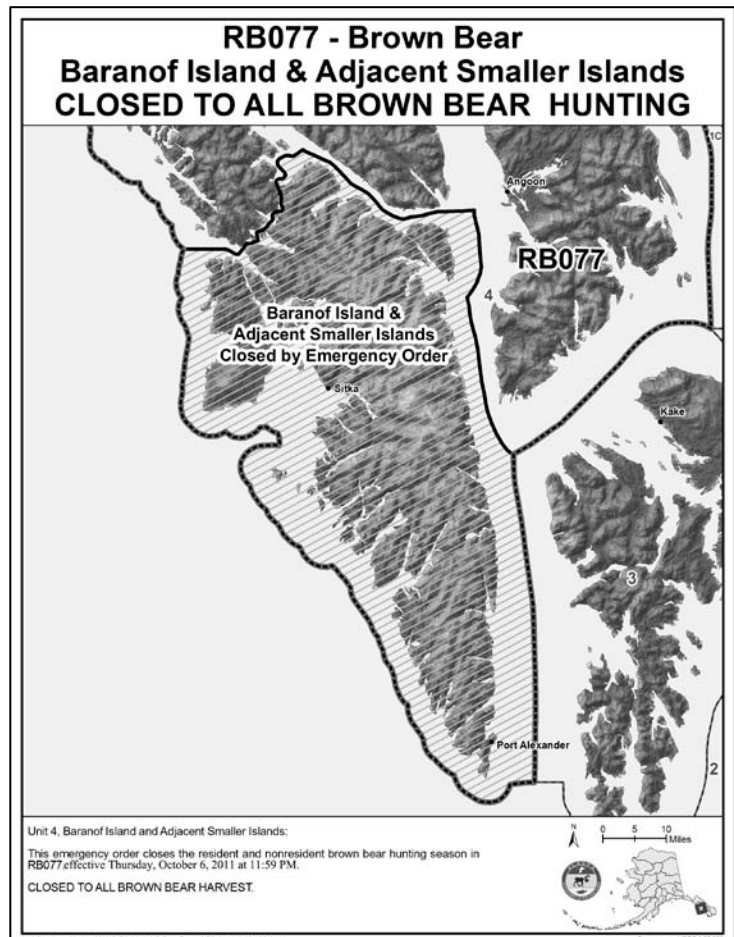 RB077 - Brown Bear
Baranof Island & Adjacent Smaller Islands
CLOSED TO ALL BROWN BEAR HUNTING
1C
Angoon
RB077
4
Baranof Island &
Adjacent Smaller Islands
Closed by Emergency Order
Sitka
Kake
3
Port Alexander
2
Unit 4, Baranof Island and Adjacent Smaller Islands:
This emergency order closes the resident and nonresident brown bear hunting season in
RB077 effective Thursday, October 6, 2011 at 11:59 PM.
CLOSED TO ALL BROWN BEAR HARVEST.
N
0 5 10
Miles